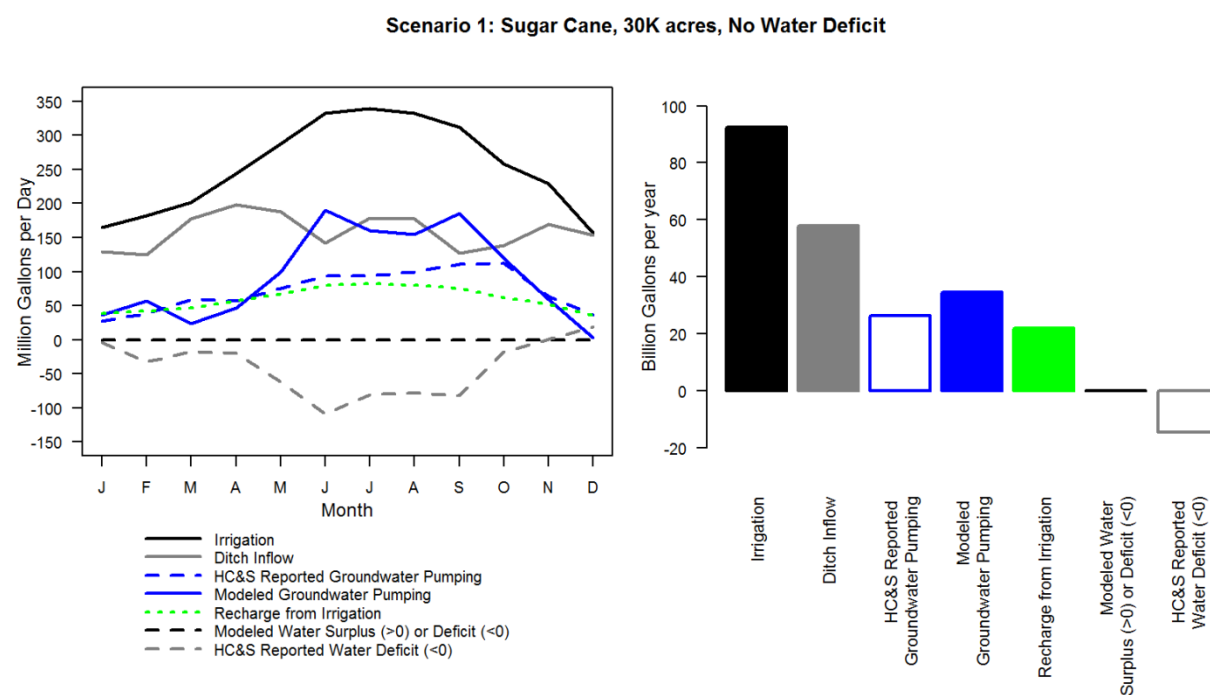 Scenario 1: Sugar Cane, 30K acres, No Water Deficit
Million Gallons per Day
350
300
250
200
150
100
50
0
-50
-100
-150
J F M A M J J A S O N D
Month
Irrigation
Ditch Inflow
HC&S Reported Groundwater Pumping
Modeled Groundwater Pumping
Recharge from Irrigation
Modeled Water Surplus (>0) or Deficit (<0)
HC&S Reported Water Deficit (<0)
Billion Gallons per year
100
80
60
40
20
0
-20
Irrigation
Ditch Inflow
HC&S Reported
Groundwater Pumping
Modeled
Groundwater Pumping
Recharge from Irrigation
Modeled Water
Surplus (>0) or Deficit (<0)
HC&S Reported
Water Deficit (<0)